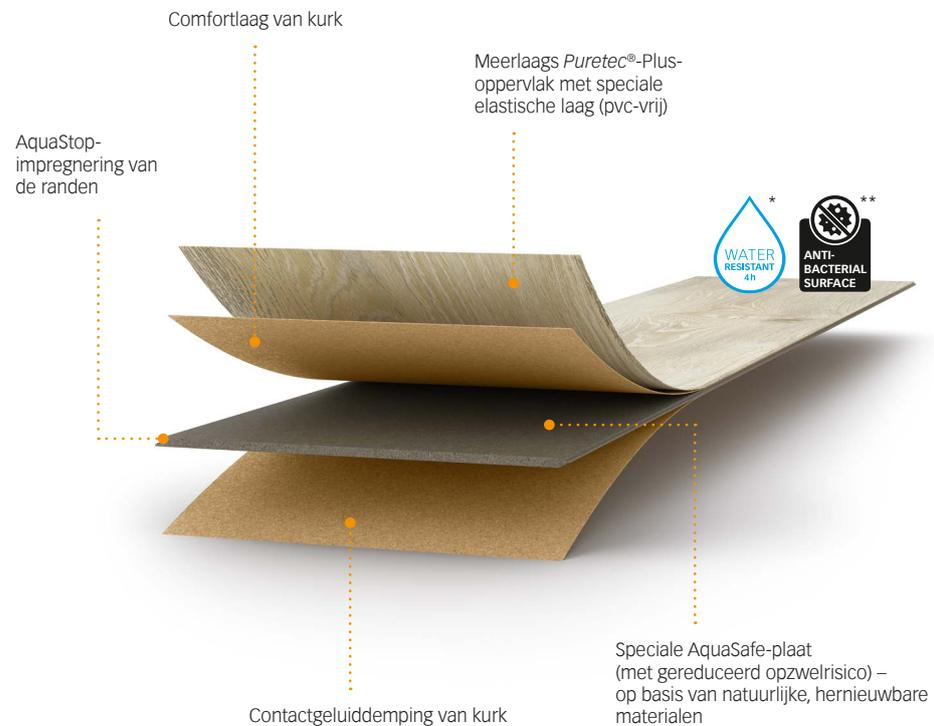 Comfortlaag van kurk
Meerlaags Puretec®-Plus-
oppervlak met speciale
elastische laag (pvc-vrij)
AquaStop-
impregnering van
de randen
*
WATER
RESISTANT
4h
**
ANTI-
BACTERIAL
SURFACE
Speciale AquaSafe-plaat
(met gereduceerd opzwelrisico) –
op basis van natuurlijke, hernieuwbare
materialen
Contactgeluiddemping van kurk